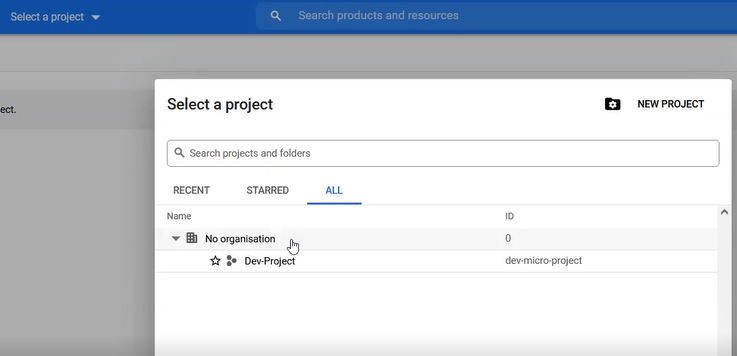 Select a project
Search products and resources
ect.
Select a project
NEW PROJECT
Search projects and folders
RECENT STARRED ALL
Name ID
No organisation 0
Dev-Project dev-micro-project